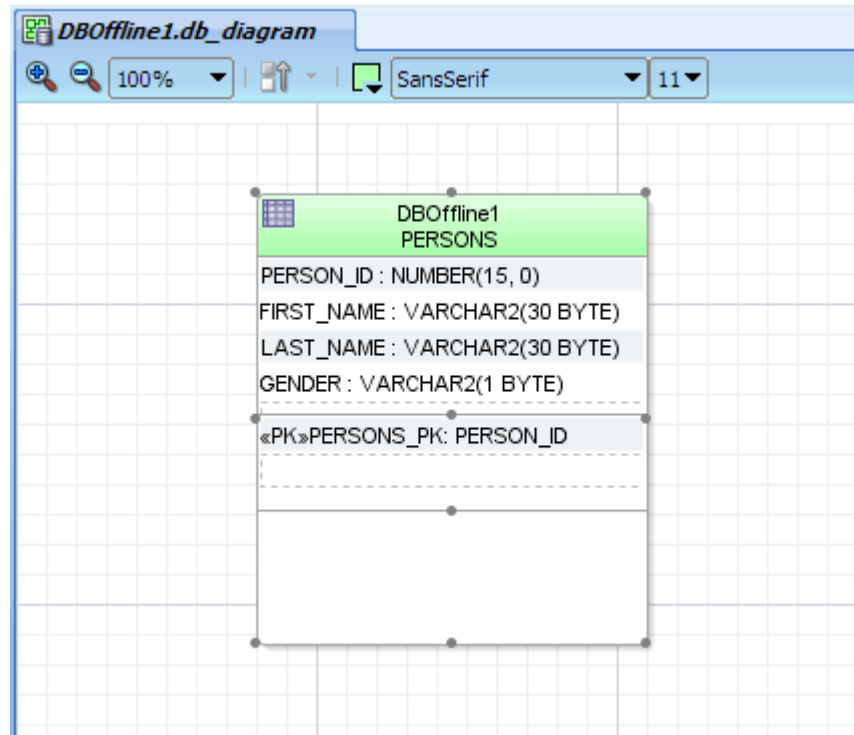 DBOffline1.db_diagram
100% SansSerif 11
DBOffline1
PERSONS
PERSON_ID : NUMBER(15, 0)
FIRST_NAME : VARCHAR2(30 BYTE)
LAST_NAME : VARCHAR2(30 BYTE)
GENDER : VARCHAR2(1 BYTE)
«PK»PERSONS_PK: PERSON_ID